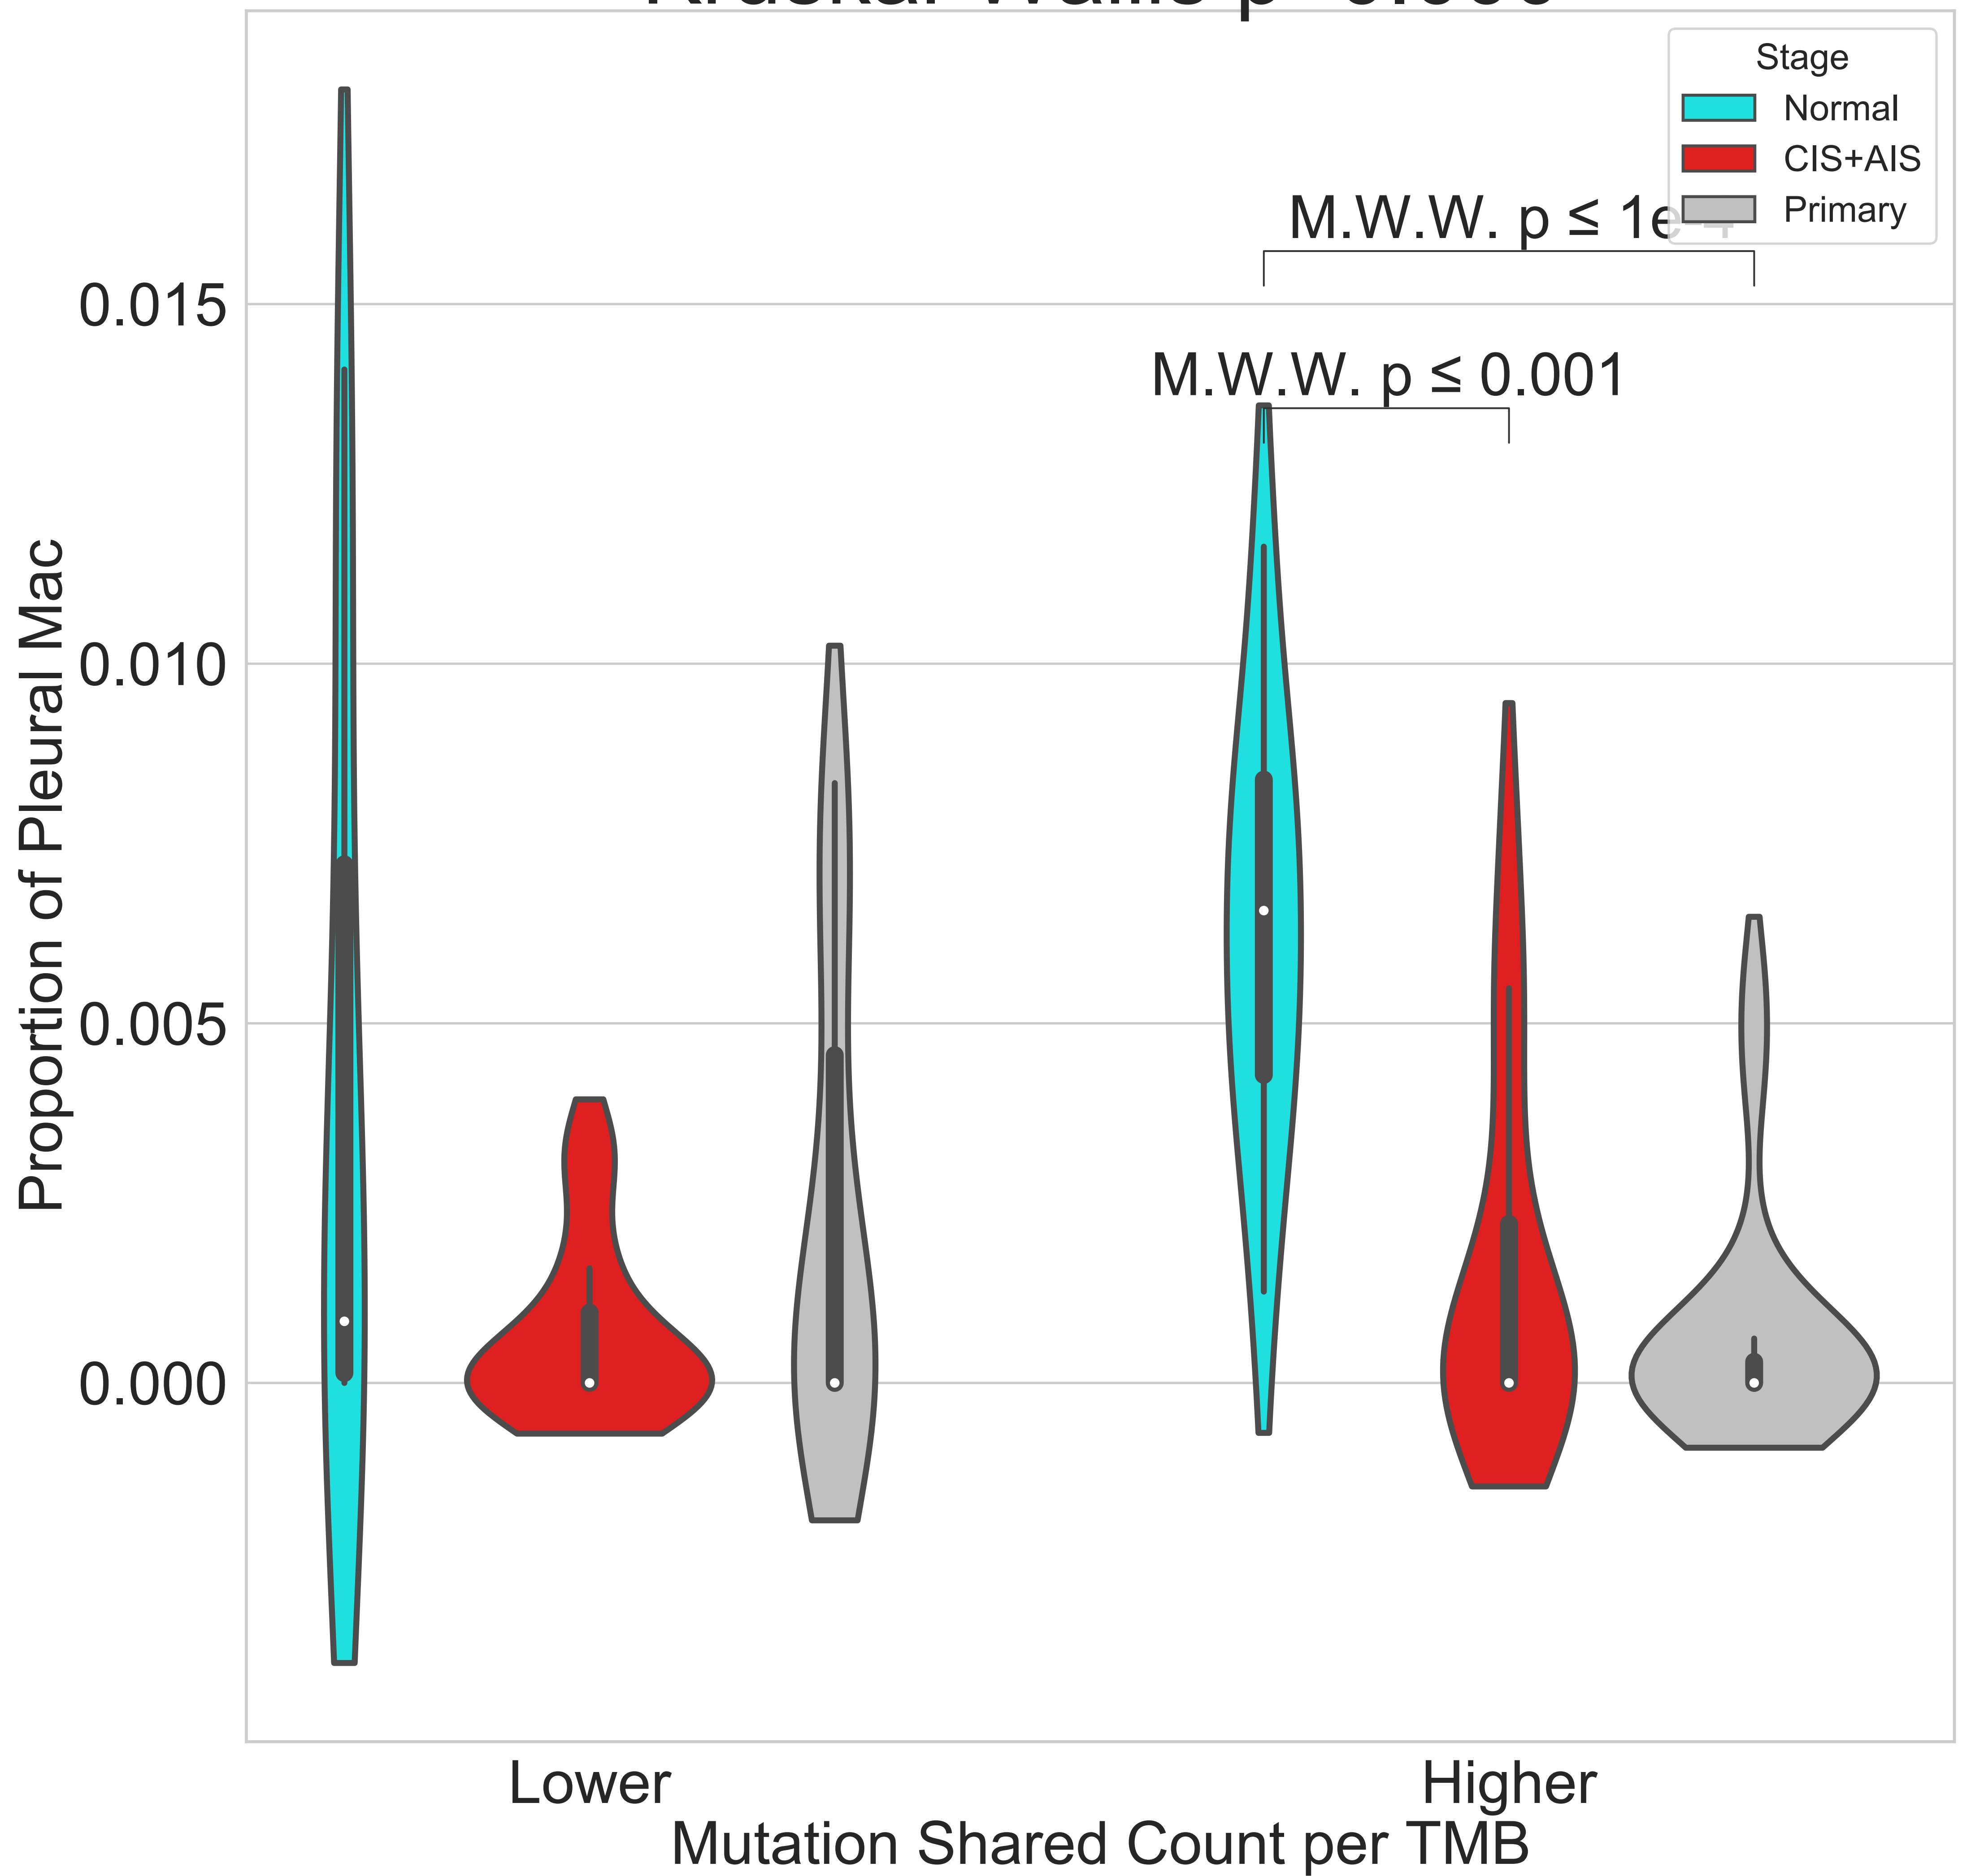 Stage
Normal
CIS+AIS
Primary
M.W.W. p ≤ 1e-4
M.W.W. p ≤ 0.001
0.015
0.010
0.005
0.000
Proportion of Pleural Mac
Lower
Higher
Mutation Shared Count per TMB